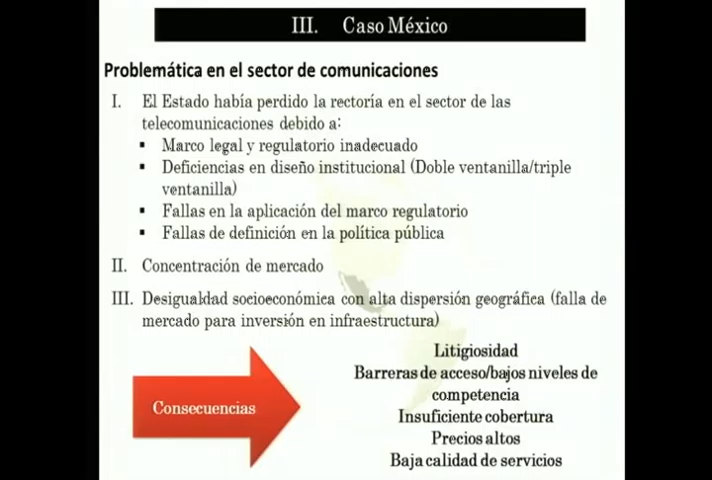 III. Caso México
Problemática en el sector de comunicaciones
I. El Estado había perdido la rectoría en el sector de las
telecomunicaciones debido a:
▪ Marco legal y regulatorio inadecuado
▪ Deficiencias en diseño institucional (Doble ventanilla/triple
ventanilla)
▪ Fallas en la aplicación del marco regulatorio
▪ Fallas de definición en la política pública
II. Concentración de mercado
III. Desigualdad socioeconómica con alta dispersión geográfica (falla de
mercado para inversión en infraestructura)
Consecuencias
Litigiosidad
Barreras de acceso/bajos niveles de
competencia
Insuficiente cobertura
Precios altos
Baja calidad de servicios